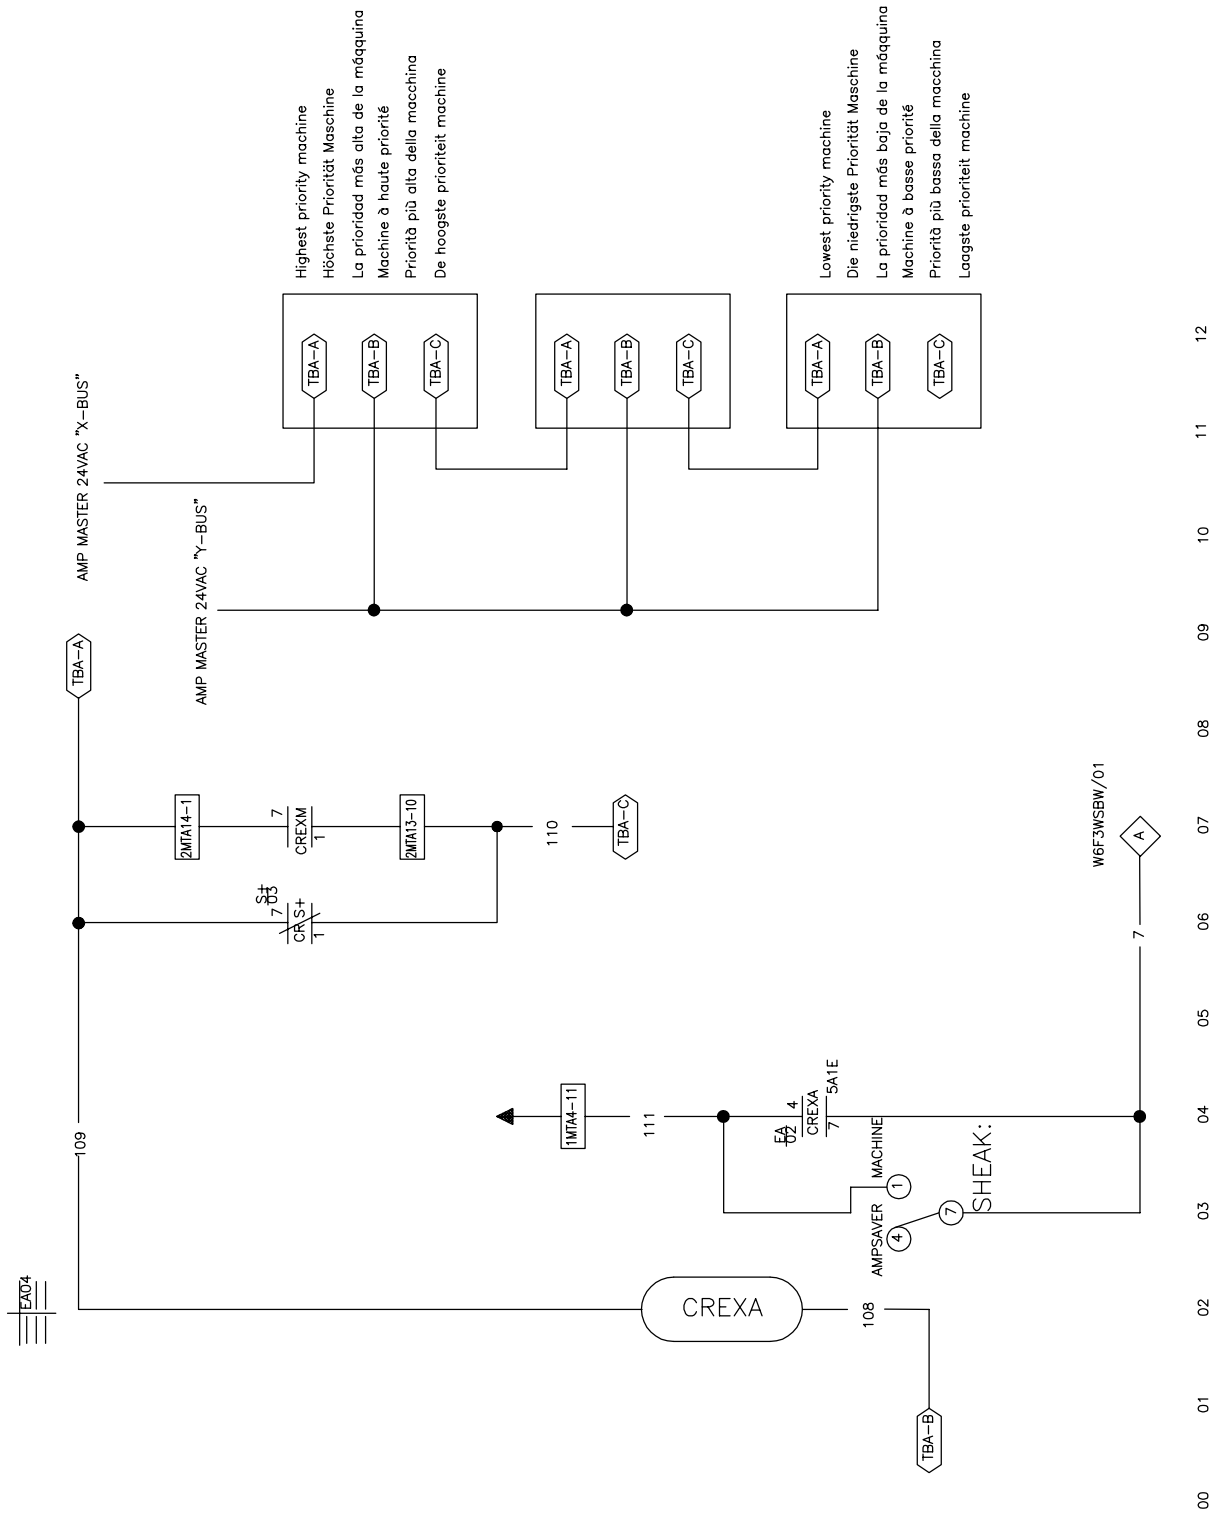 EA04
109
TBA-A
AMP MASTER 24VAC "X-BUS"
AMP MASTER 24VAC "Y-BUS"
2MTA14-1
7
CREXM
1
2MTA13-10
110
TBA-C
S+
03
7
CR S+
1
Highest priority machine
Höchste Priorität Maschine
La prioridad más alta de la máqquina
Machine à haute priorité
Priorità più alta della macchina
De hoogste prioriteit machine
TBA-A
TBA-B
TBA-C
TBA-A
TBA-B
TBA-C
Lowest priority machine
Die niedrigste Priorität Maschine
La prioridad más baja de la máqquina
Machine à basse priorité
Priorità più bassa della macchina
Laagste prioriteit machine
TBA-A
TBA-B
TBA-C
1MTA4-11
111
EA
02
4
CREXA
7
5A1E
MACHINE
1
AMPSAVER
4
7
SHEAK:
CREXA
108
TBA-B
7
A
W6F3WSBW/01
00
01
02
03
04
05
06
07
08
09
10
11
12